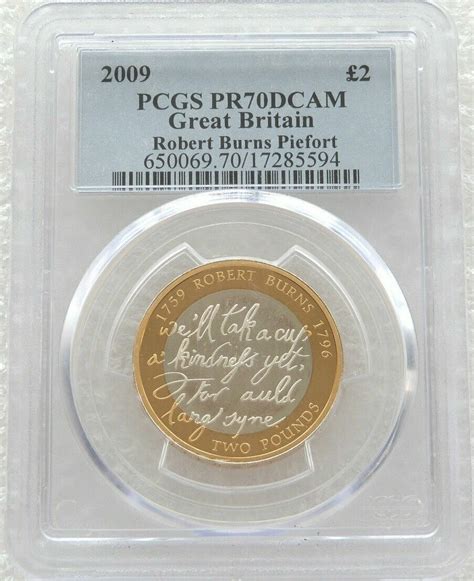 2009 £2
PCGS PR70DCAM
Great Britain
Robert Burns Piefort
650069.70/17285594
1759 ROBERT BURNS 1796
we'll tak a cup
a' kindness yet,
for auld
lang syne.
TWO POUNDS